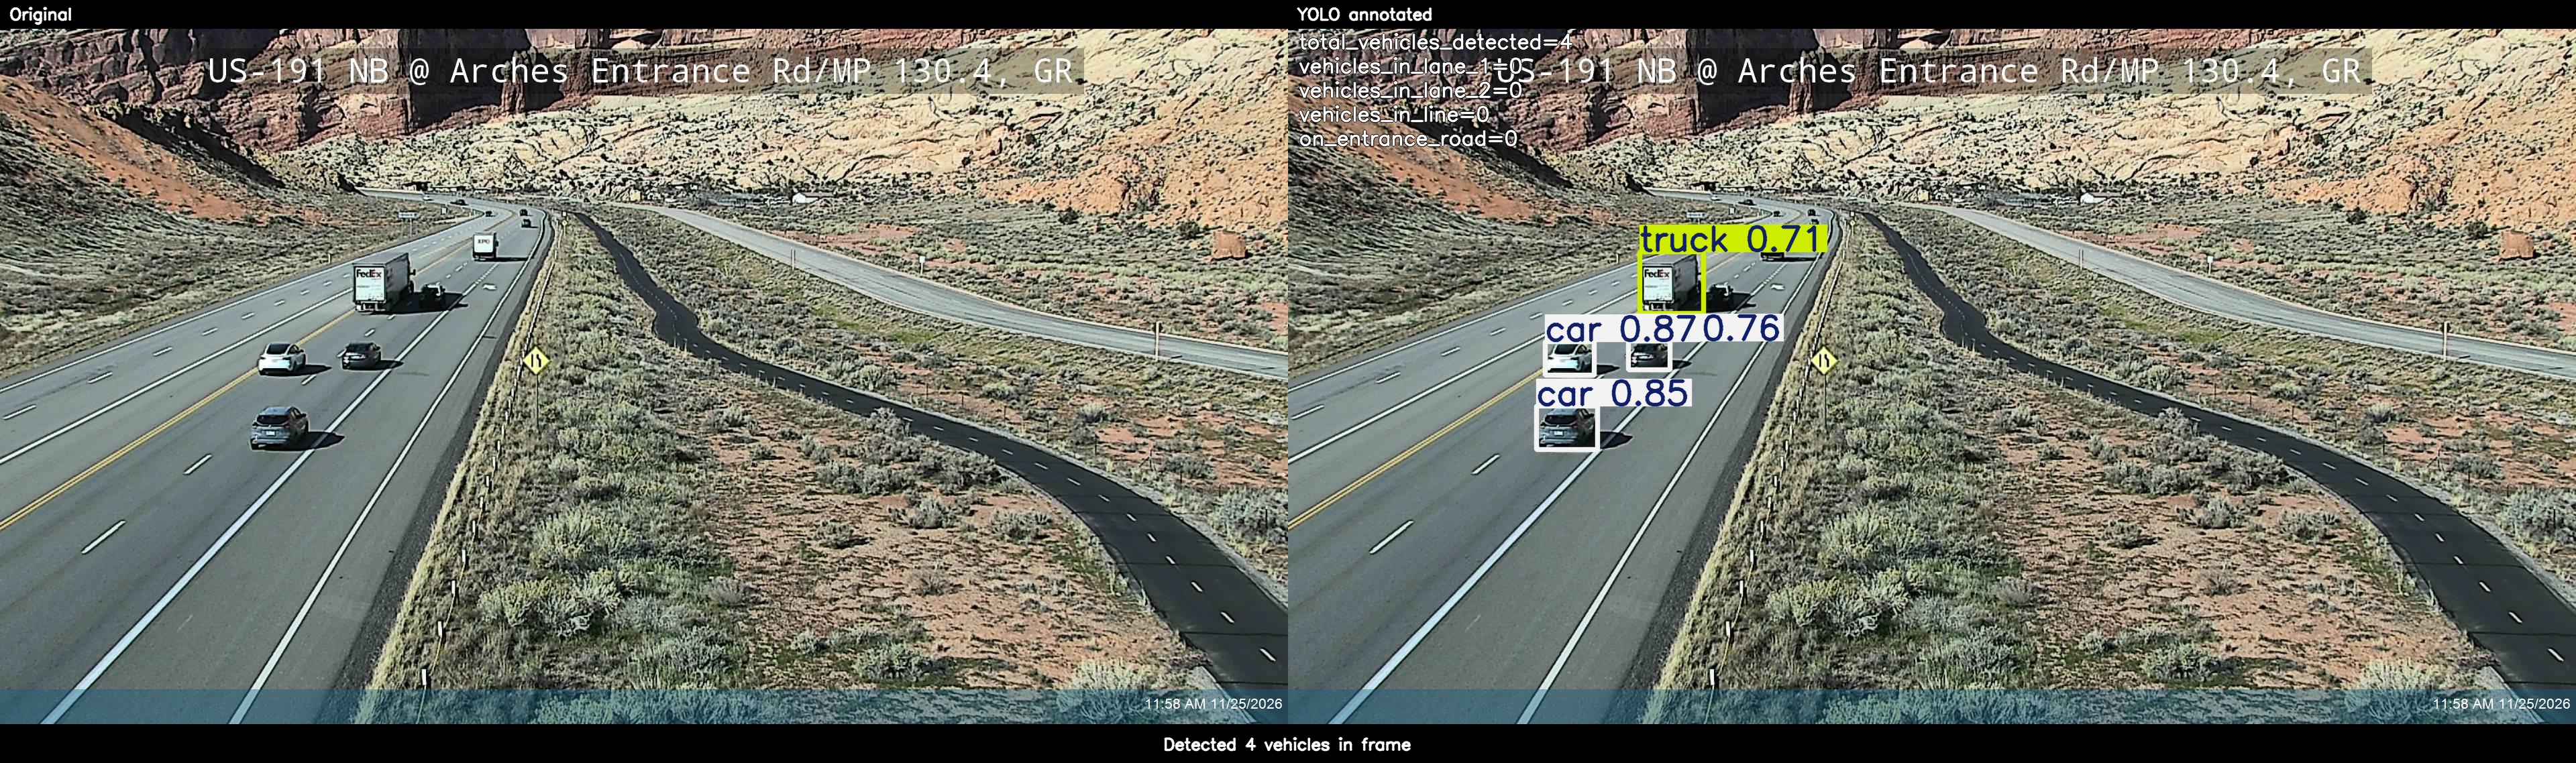 Original
US-191 NB @ Arches Entrance Rd/MP 130.4, GR
XPO
FedEx
11:58 AM 11/25/2026
YOLO annotated
total_vehicles_detected=4
vehicles_in_lane_1=0
US-191 NB @ Arches Entrance Rd/MP 130.4, GR
vehicles_in_lane_2=0
vehicles_in_line=0
on_entrance_road=0
truck 0.71
FedEx
car 0.87
0.76
car 0.85
11:58 AM 11/25/2026
Detected 4 vehicles in frame